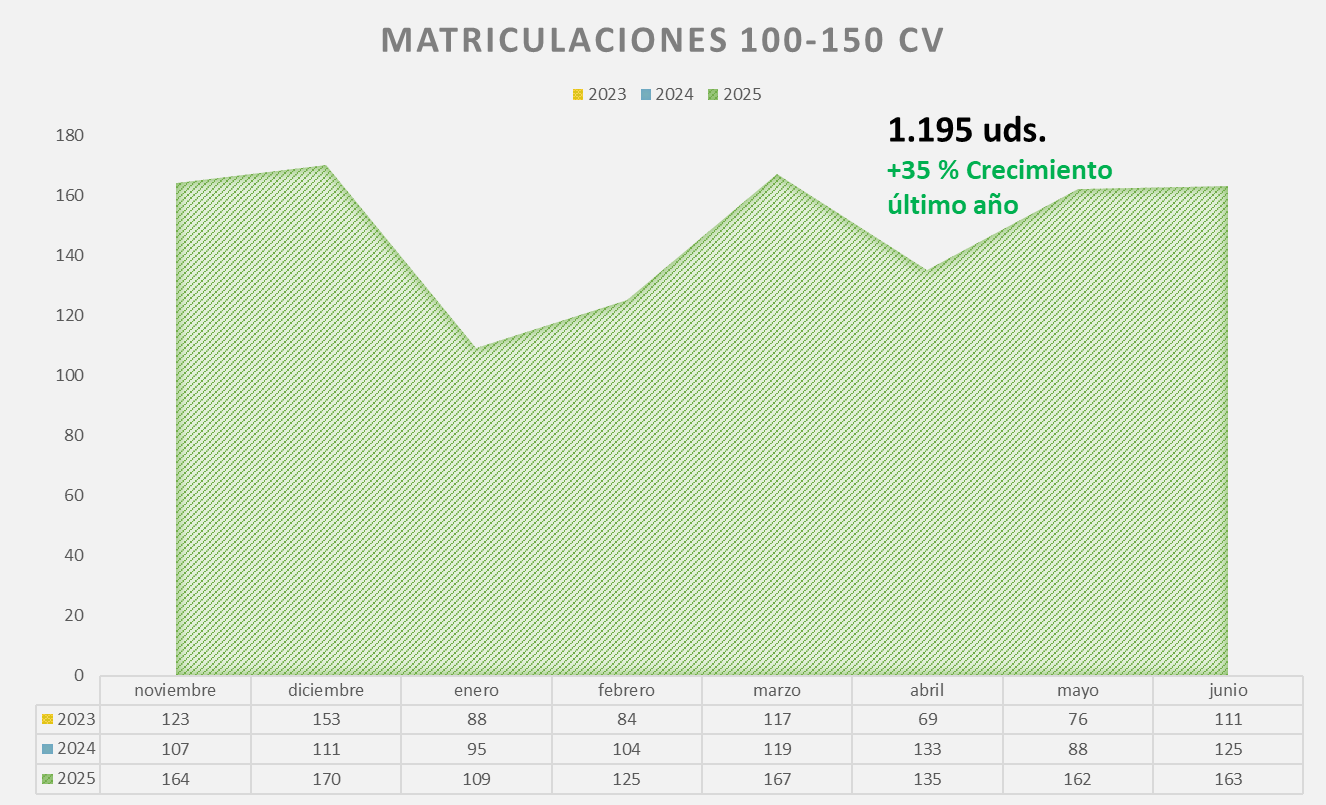 MATRICULACIONES 100-150 CV
2023 2024 2025
1.195 uds.
+35 % Crecimiento
último año
180
160
140
120
100
80
60
40
20
0
noviembre diciembre enero febrero marzo abril mayo junio
2023 123 153 88 84 117 69 76 111
2024 107 111 95 104 119 133 88 125
2025 164 170 109 125 167 135 162 163